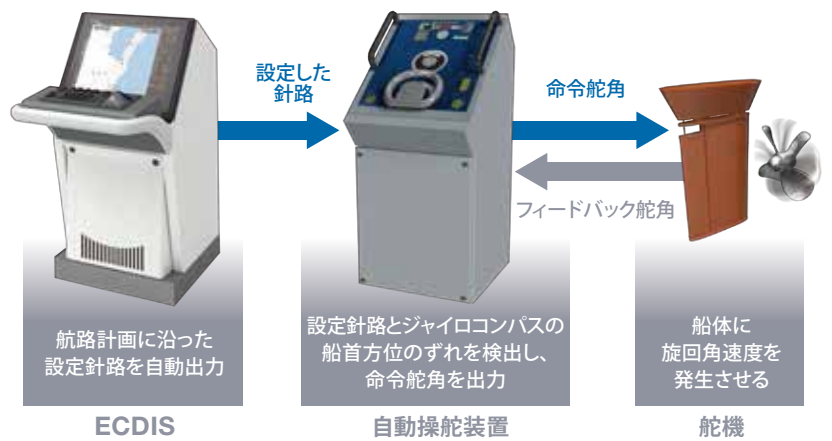 設定した
針路
命令舵角
フィードバック舵角
航路計画に沿った
設定針路を自動出力
設定針路とジャイロコンパスの
船首方位のずれを検出し、
命令舵角を出力
船体に
旋回角速度を
発生させる
ECDIS
自動操舵装置
舵機